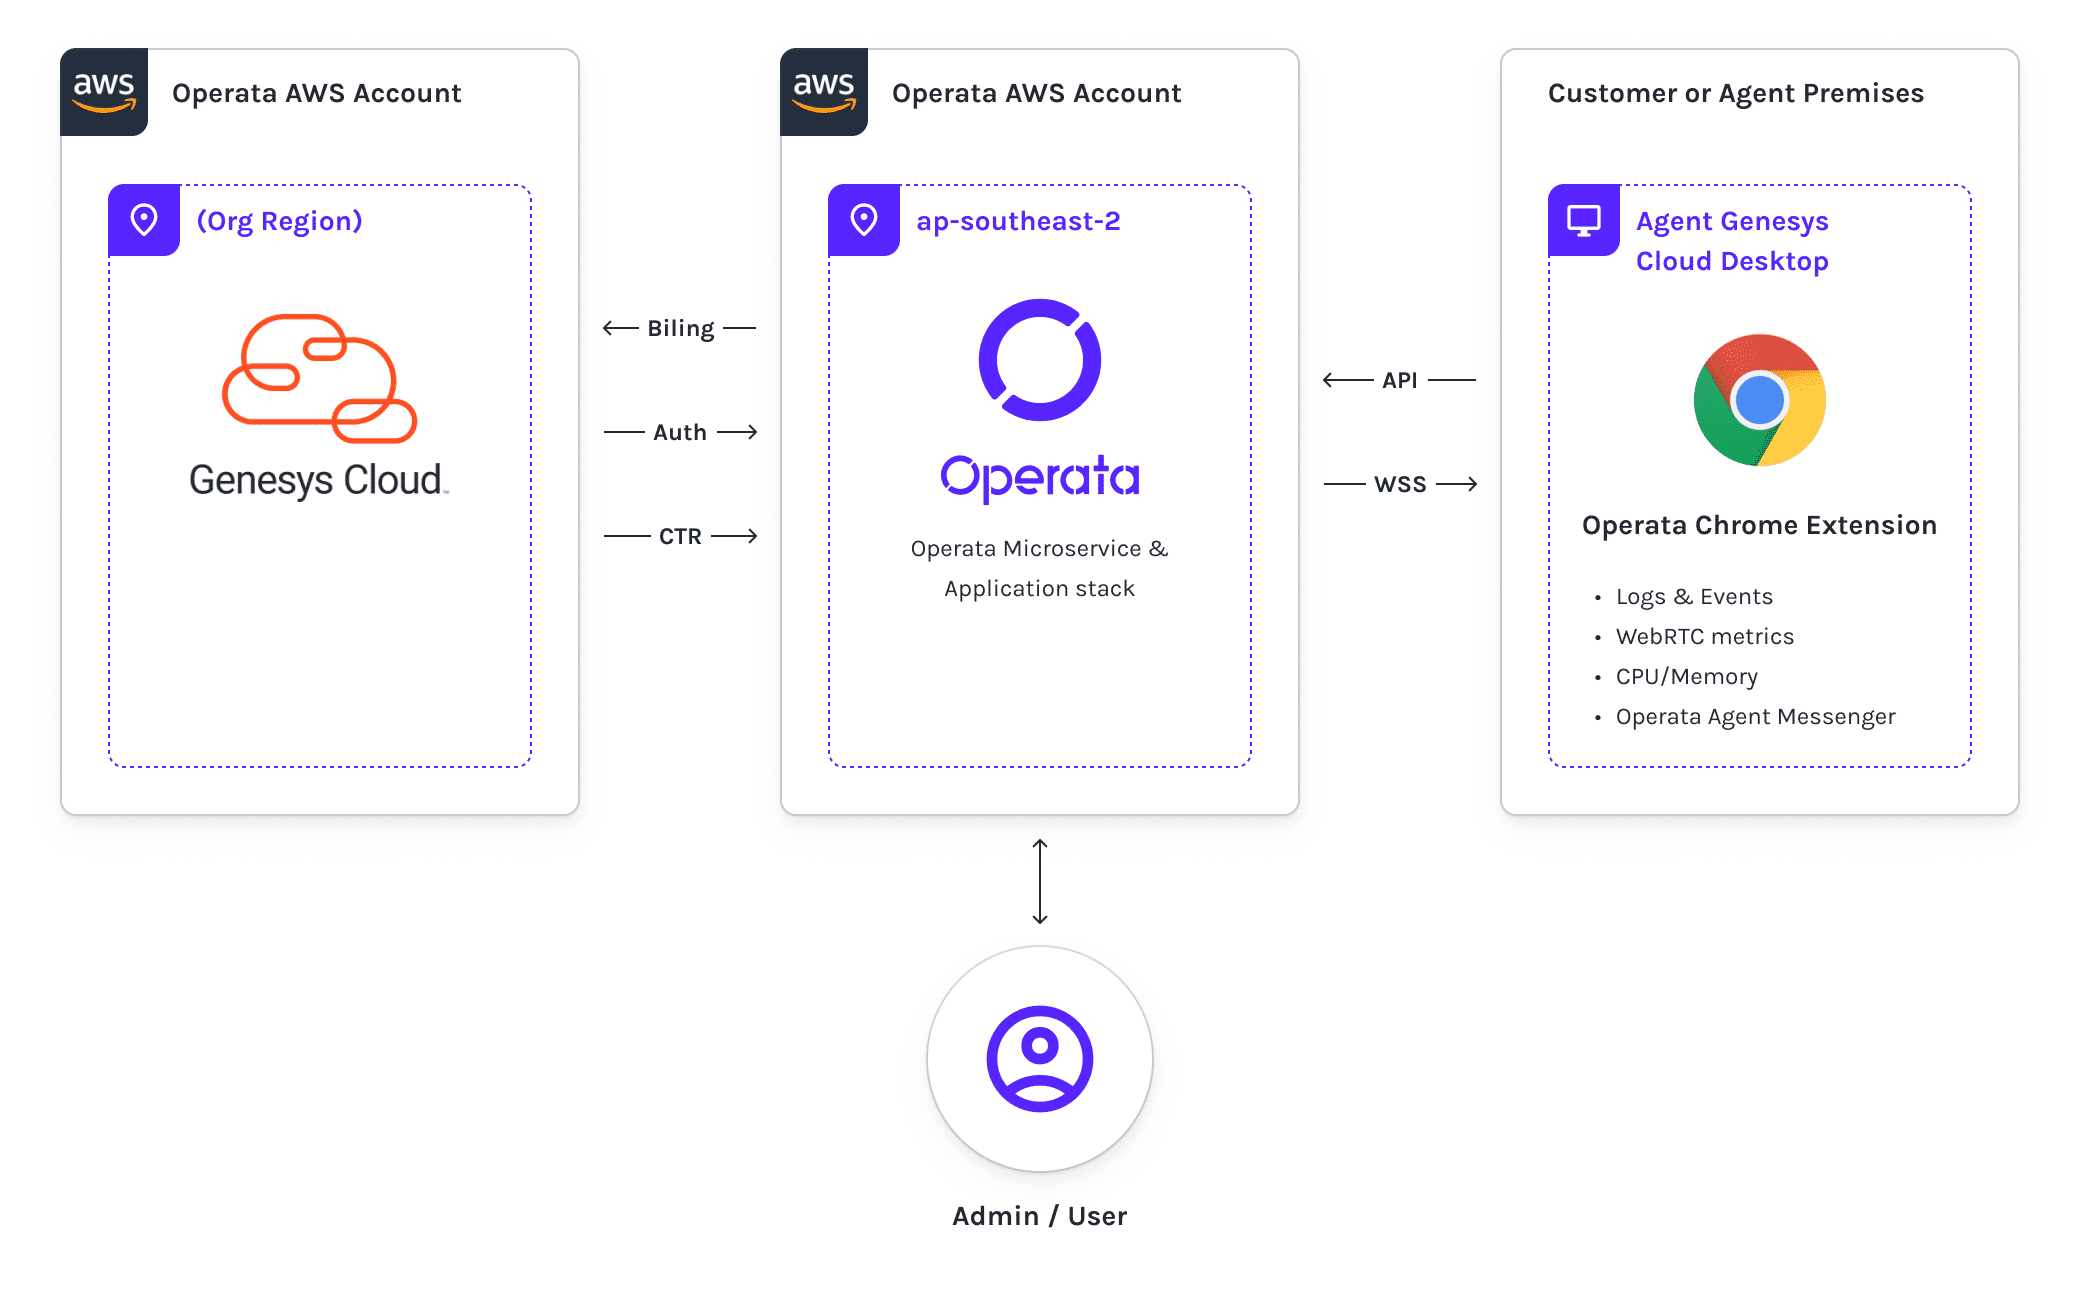 aws
Operata AWS Account
(Org Region)
Genesys Cloud™
Biling
Auth
CTR
aws
Operata AWS Account
ap-southeast-2
Operata
Operata Microservice &
Application stack
API
WSS
Customer or Agent Premises
Agent Genesys
Cloud Desktop
Operata Chrome Extension
• Logs & Events
• WebRTC metrics
• CPU/Memory
• Operata Agent Messenger
Admin / User